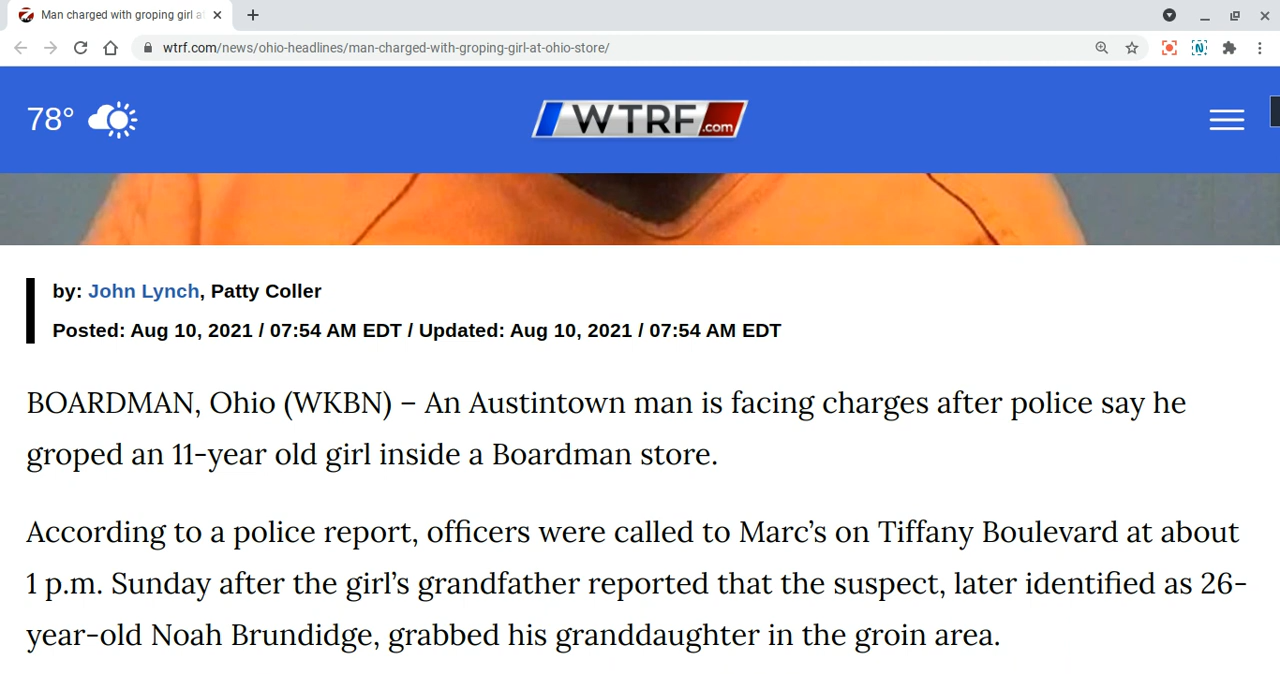 Man charged with groping girl a
wtrf.com/news/ohio-headlines/man-charged-with-groping-girl-at-ohio-store/
78°
WTRF.com
by: John Lynch, Patty Coller
Posted: Aug 10, 2021 / 07:54 AM EDT / Updated: Aug 10, 2021 / 07:54 AM EDT
BOARDMAN, Ohio (WKBN) – An Austintown man is facing charges after police say he
groped an 11-year old girl inside a Boardman store.
According to a police report, officers were called to Marc’s on Tiffany Boulevard at about
1 p.m. Sunday after the girl’s grandfather reported that the suspect, later identified as 26-
year-old Noah Brundidge, grabbed his granddaughter in the groin area.